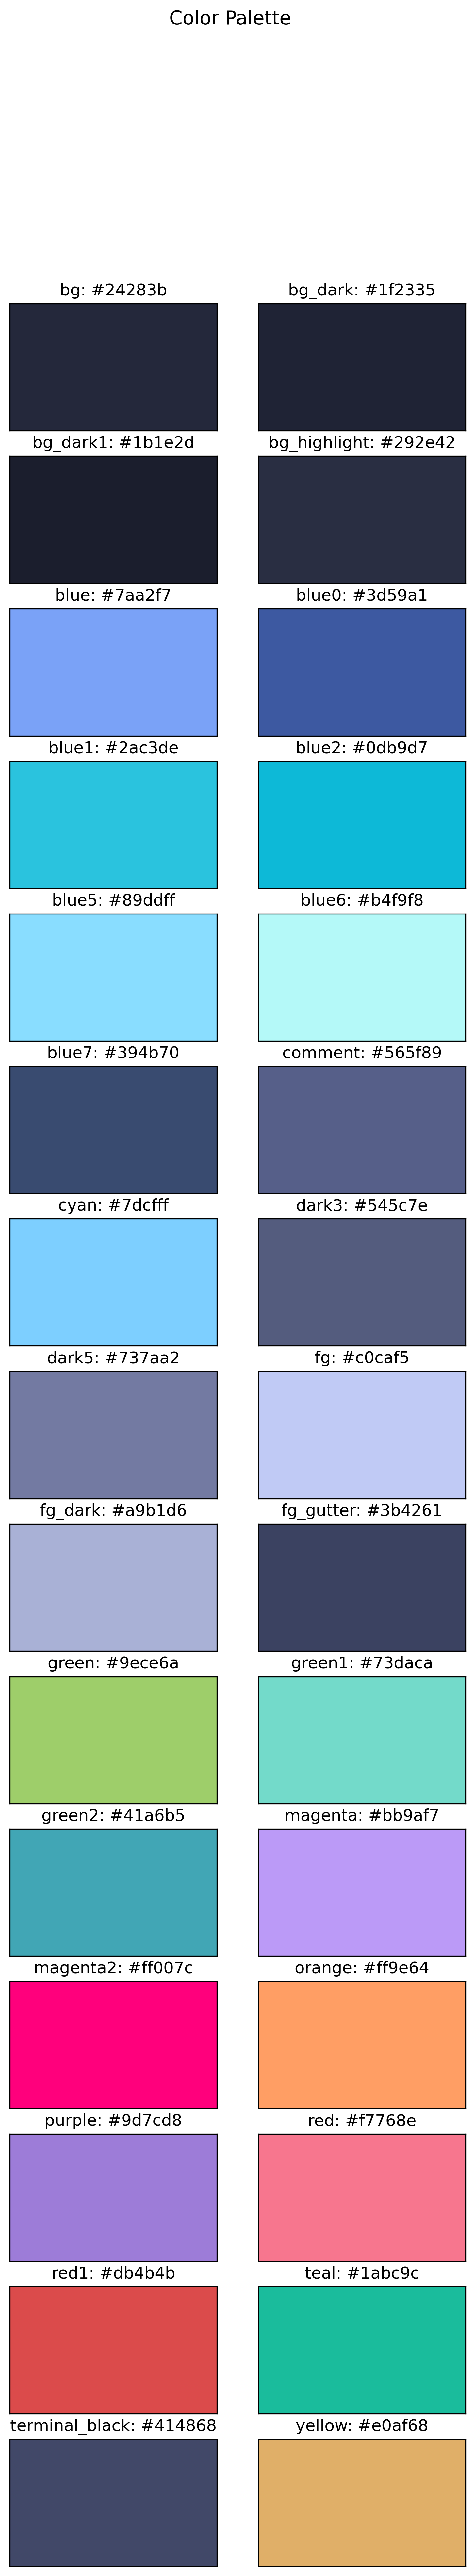 Color Palette
bg: #24283b
bg_dark: #1f2335
bg_dark1: #1b1e2d
bg_highlight: #292e42
blue: #7aa2f7
blue0: #3d59a1
blue1: #2ac3de
blue2: #0db9d7
blue5: #89ddff
blue6: #b4f9f8
blue7: #394b70
comment: #565f89
cyan: #7dcfff
dark3: #545c7e
dark5: #737aa2
fg: #c0caf5
fg_dark: #a9b1d6
fg_gutter: #3b4261
green: #9ece6a
green1: #73daca
green2: #41a6b5
magenta: #bb9af7
magenta2: #ff007c
orange: #ff9e64
purple: #9d7cd8
red: #f7768e
red1: #db4b4b
teal: #1abc9c
terminal_black: #414868
yellow: #e0af68